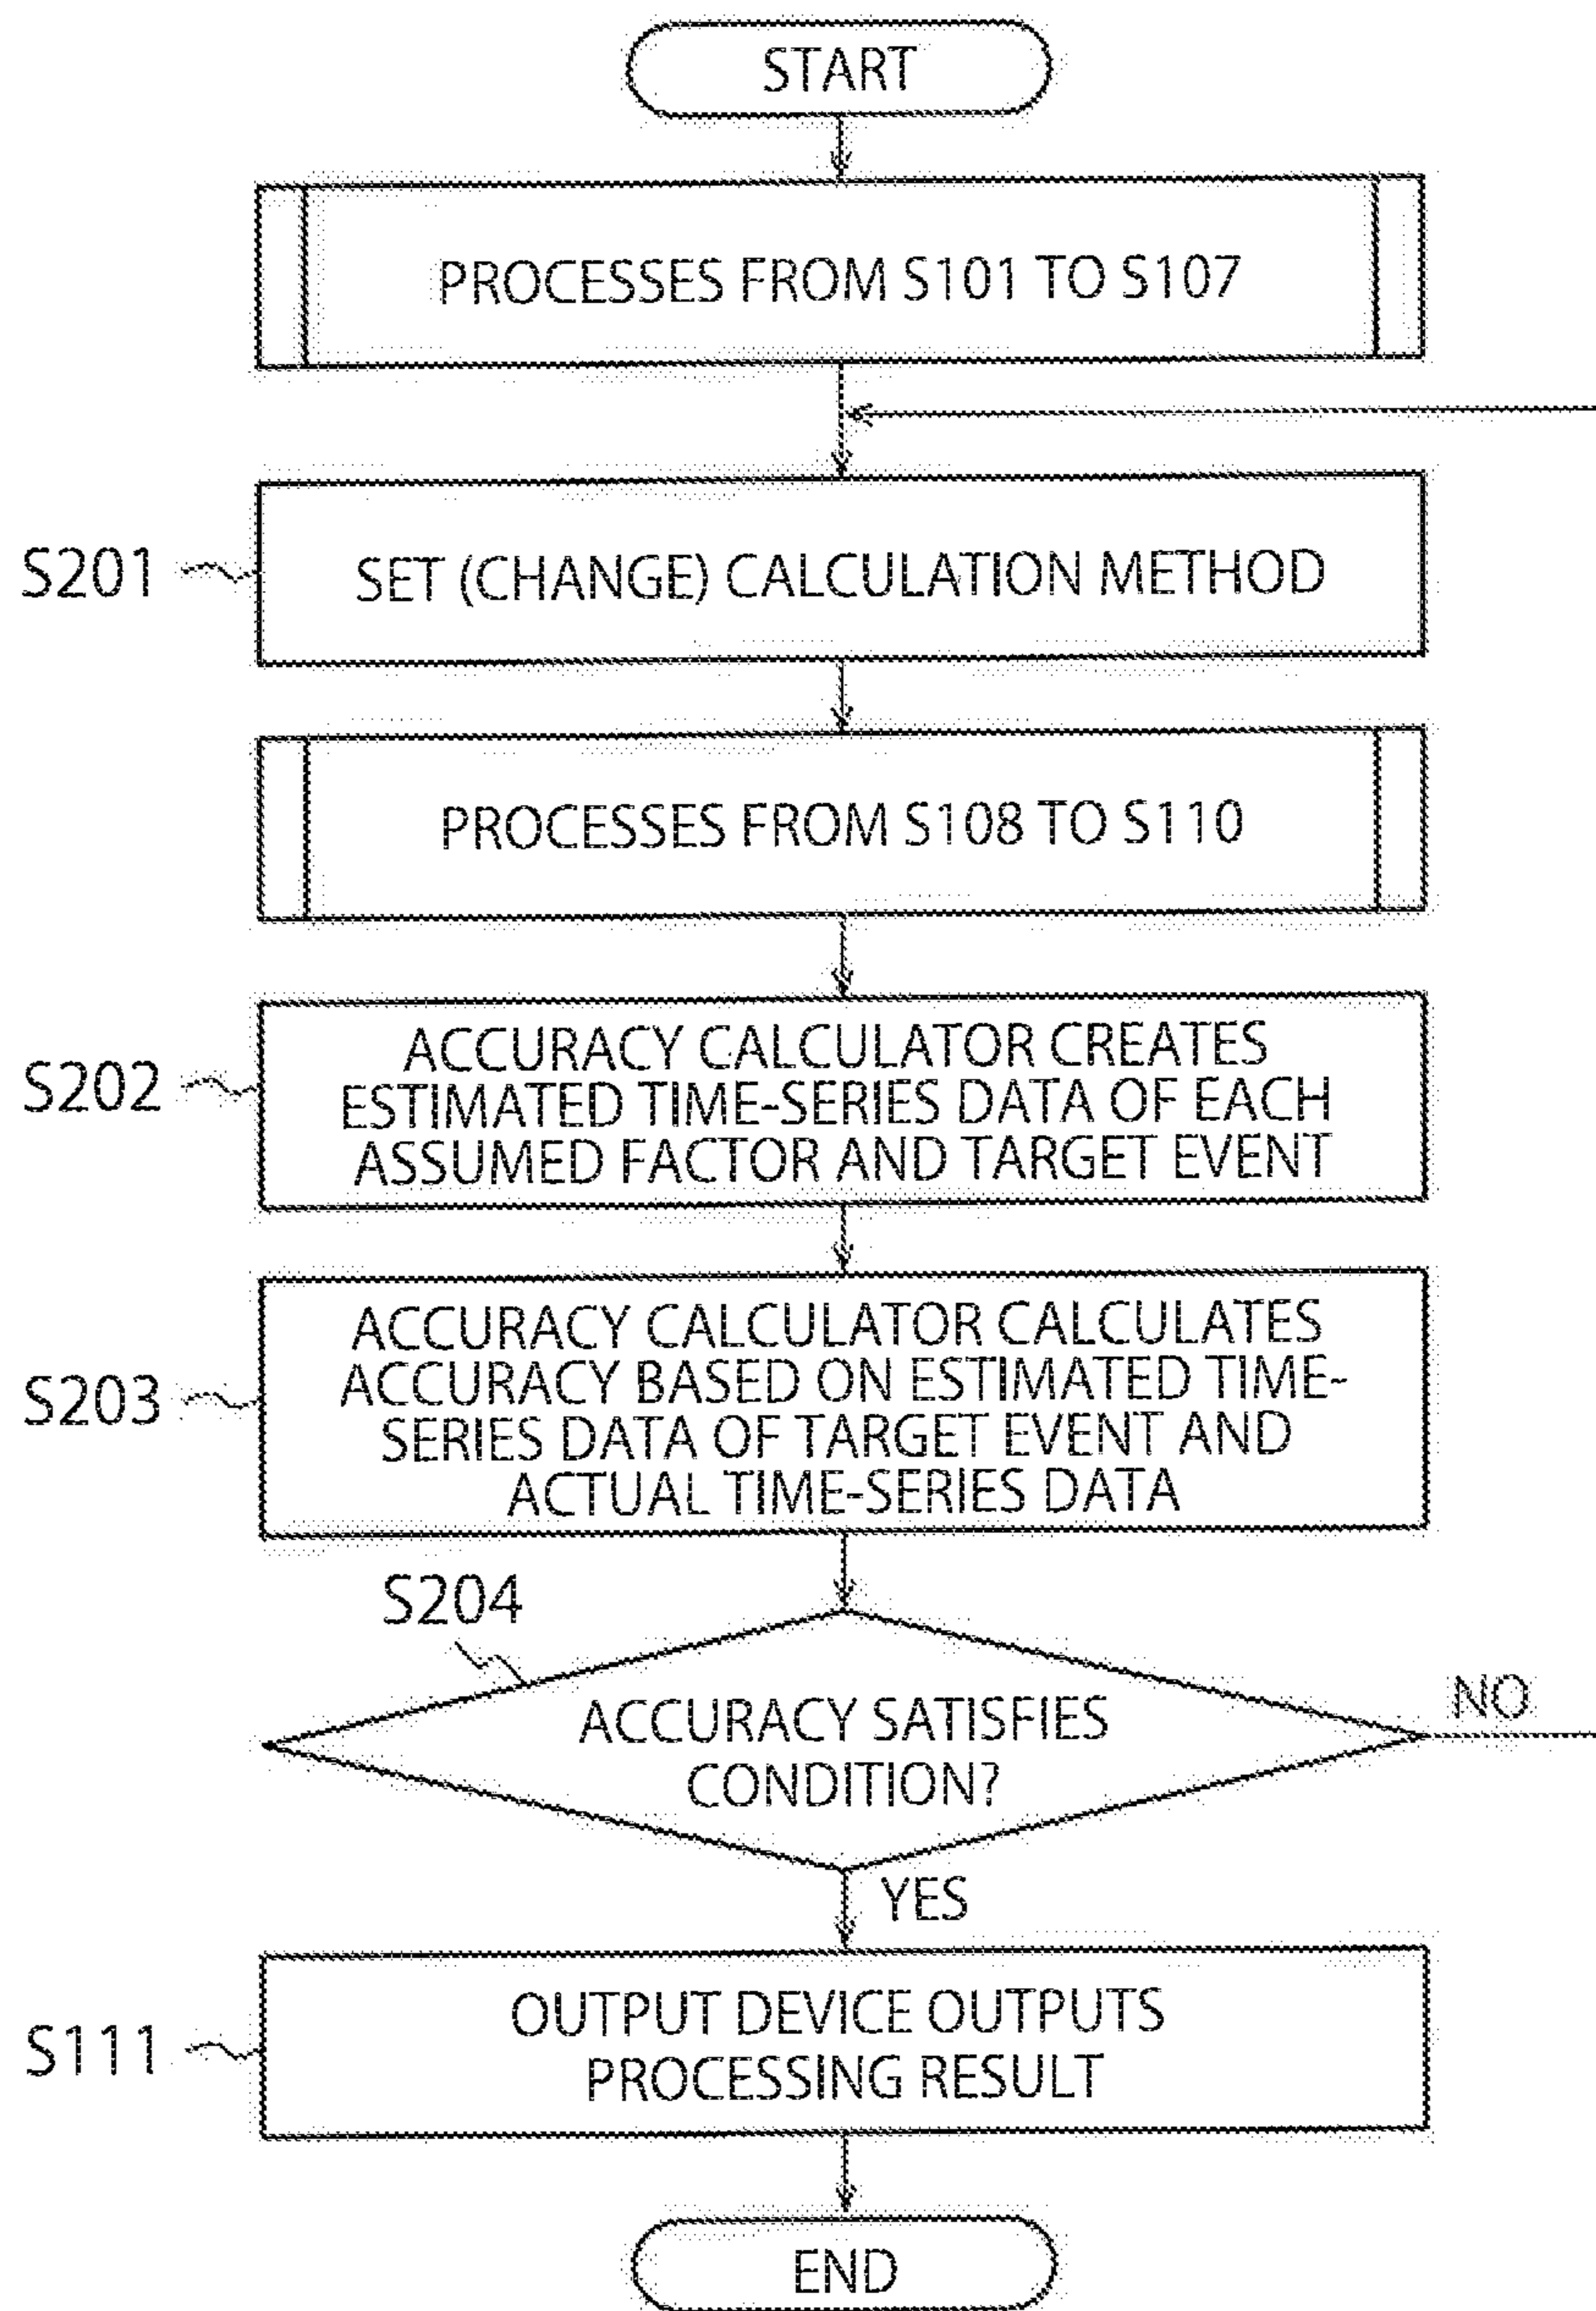 START
PROCESSES FROM S101 TO S107
S201
SET (CHANGE) CALCULATION METHOD
PROCESSES FROM S108 TO S110
S202
ACCURACY CALCULATOR CREATES
ESTIMATED TIME-SERIES DATA OF EACH
ASSUMED FACTOR AND TARGET EVENT
S203
ACCURACY CALCULATOR CALCULATES
ACCURACY BASED ON ESTIMATED TIME-
SERIES DATA OF TARGET EVENT AND
ACTUAL TIME-SERIES DATA
S204
ACCURACY SATISFIES
CONDITION?
NO
YES
S111
OUTPUT DEVICE OUTPUTS
PROCESSING RESULT
END